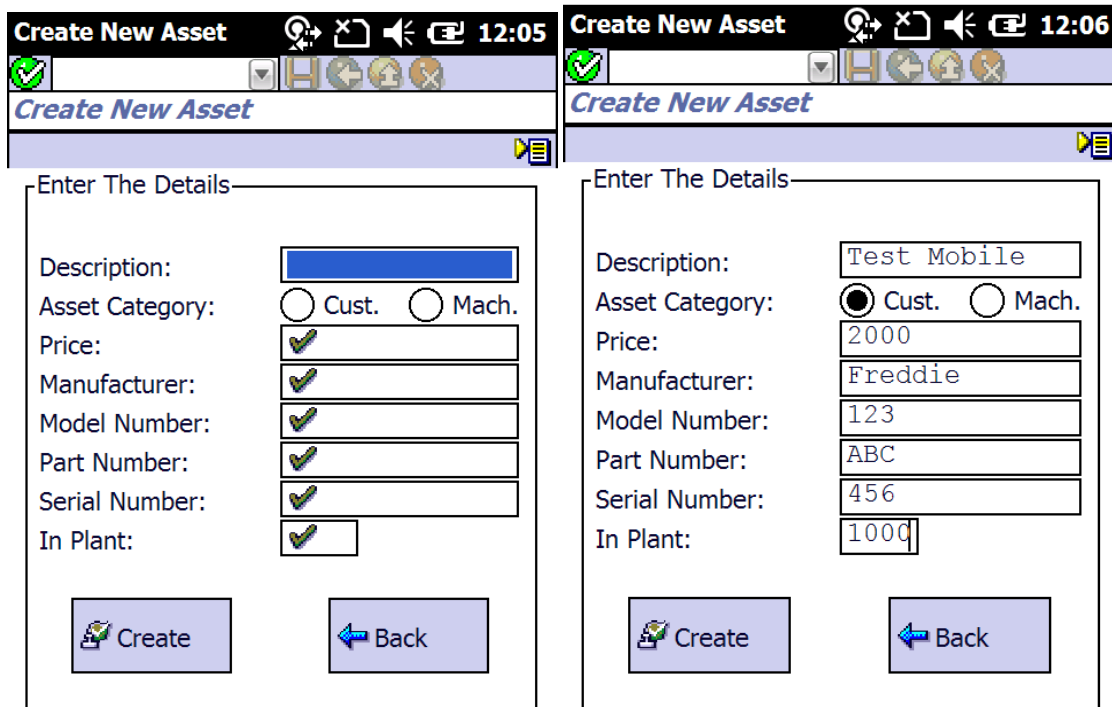 Create New Asset 12:05
Create New Asset
Enter The Details
Description:
Asset Category: Cust. Mach.
Price:
Manufacturer:
Model Number:
Part Number:
Serial Number:
In Plant:
Create Back
Create New Asset 12:06
Create New Asset
Enter The Details
Description: Test Mobile
Asset Category: Cust. Mach.
Price: 2000
Manufacturer: Freddie
Model Number: 123
Part Number: ABC
Serial Number: 456
In Plant: 1000
Create Back